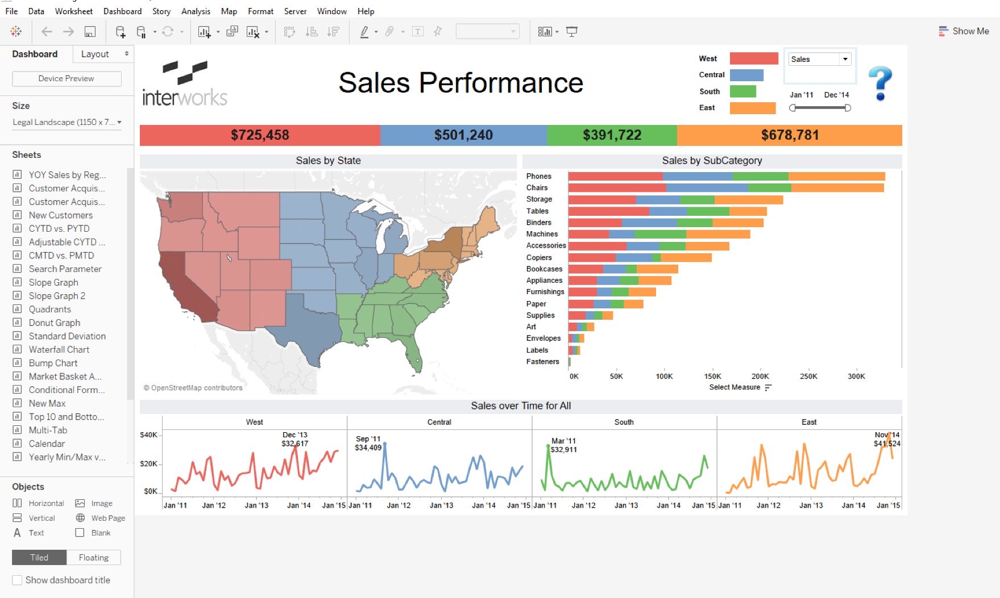 File Data Worksheet Dashboard Story Analysis Map Format Server Window Help
Show Me
Dashboard Layout
Device Preview
Size
Legal Landscape (1150 x 7...
Sheets
YOY Sales by Reg...
Customer Acquis...
Customer Acquis...
New Customers
CYTD vs. PYTD
Adjustable CYTD ...
CMTD vs. PMTD
Search Parameter
Slope Graph
Slope Graph 2
Quadrants
Donut Graph
Standard Deviation
Waterfall Chart
Bump Chart
Market Basket A...
Conditional Form...
New Max
Top 10 and Botto...
Multi-Tab
Calendar
Yearly Min/Max v...
Objects
Horizontal Image
Vertical Web Page
A Text Blank
Tiled Floating
Show dashboard title
interworks
Sales Performance
West
Central
South
East
Sales
Jan '11 Dec '14
?
$725,458 $501,240 $391,722 $678,781
Sales by State
© OpenStreetMap contributors
Sales by SubCategory
Phones
Chairs
Storage
Tables
Binders
Machines
Accessories
Copiers
Bookcases
Appliances
Furnishings
Paper
Supplies
Art
Envelopes
Labels
Fasteners
0K 50K 100K 150K 200K 250K 300K
Select Measure
Sales over Time for All
West Central South East
$40K
$20K
$0K
Dec '13
$32,617
Sep '11
$34,409
Mar '11
$32,911
Nov '14
$41,524
Jan '11 Jan '12 Jan '13 Jan '14 Jan '15 Jan '11 Jan '12 Jan '13 Jan '14 Jan '15 Jan '11 Jan '12 Jan '13 Jan '14 Jan '15 Jan '11 Jan '12 Jan '13 Jan '14 Jan '15